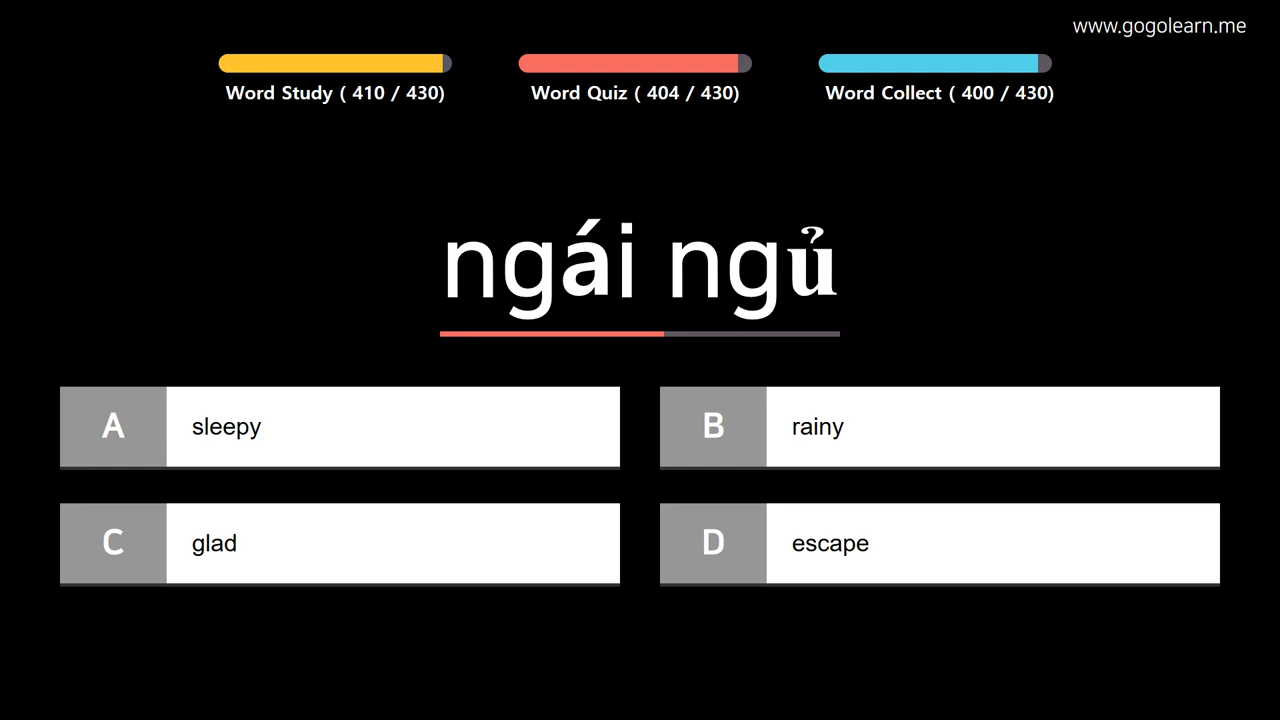 www.gogolearn.me
Word Study ( 410 / 430)
Word Quiz ( 404 / 430)
Word Collect ( 400 / 430)
ngái ngủ
A sleepy
B rainy
C glad
D escape